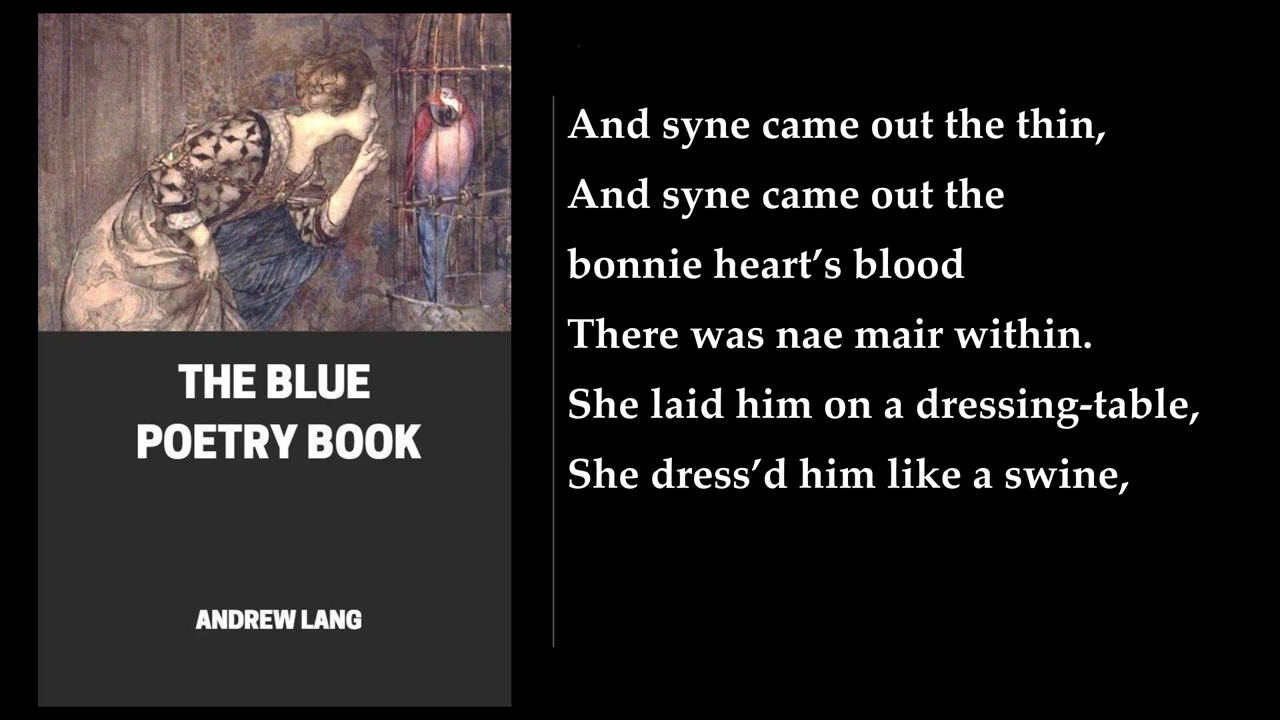 THE BLUE
POETRY BOOK
ANDREW LANG
And syne came out the thin,
And syne came out the
bonnie heart’s blood
There was nae mair within.
She laid him on a dressing-table,
She dress’d him like a swine,